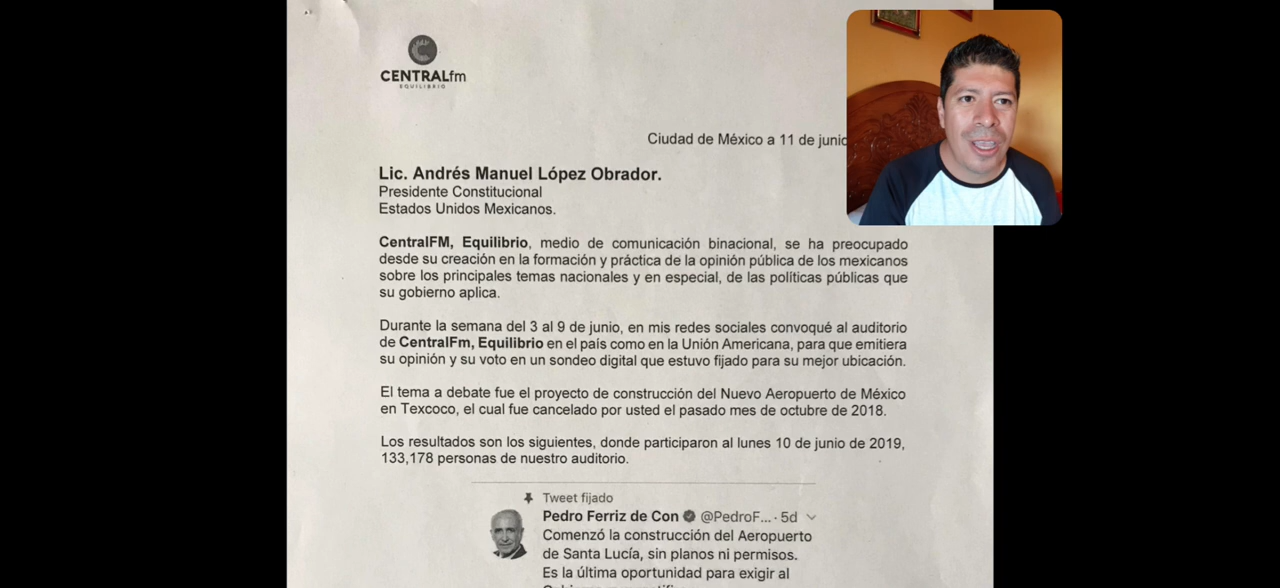 CENTRALfm
EQUILIBRIO
Ciudad de México a 11 de junio
Lic. Andrés Manuel López Obrador.
Presidente Constitucional
Estados Unidos Mexicanos.
CentralFM, Equilibrio, medio de comunicación binacional, se ha preocupado
desde su creación en la formación y práctica de la opinión pública de los mexicanos
sobre los principales temas nacionales y en especial, de las políticas públicas que
su gobierno aplica.
Durante la semana del 3 al 9 de junio, en mis redes sociales convoqué al auditorio
de CentralFm, Equilibrio en el país como en la Unión Americana, para que emitiera
su opinión y su voto en un sondeo digital que estuvo fijado para su mejor ubicación.
El tema a debate fue el proyecto de construcción del Nuevo Aeropuerto de México
en Texcoco, el cual fue cancelado por usted el pasado mes de octubre de 2018.
Los resultados son los siguientes, donde participaron al lunes 10 de junio de 2019,
133,178 personas de nuestro auditorio.
Tweet fijado
Pedro Ferriz de Con @PedroF... · 5d
Comenzó la construcción del Aeropuerto
de Santa Lucía, sin planos ni permisos.
Es la última oportunidad para exigir al